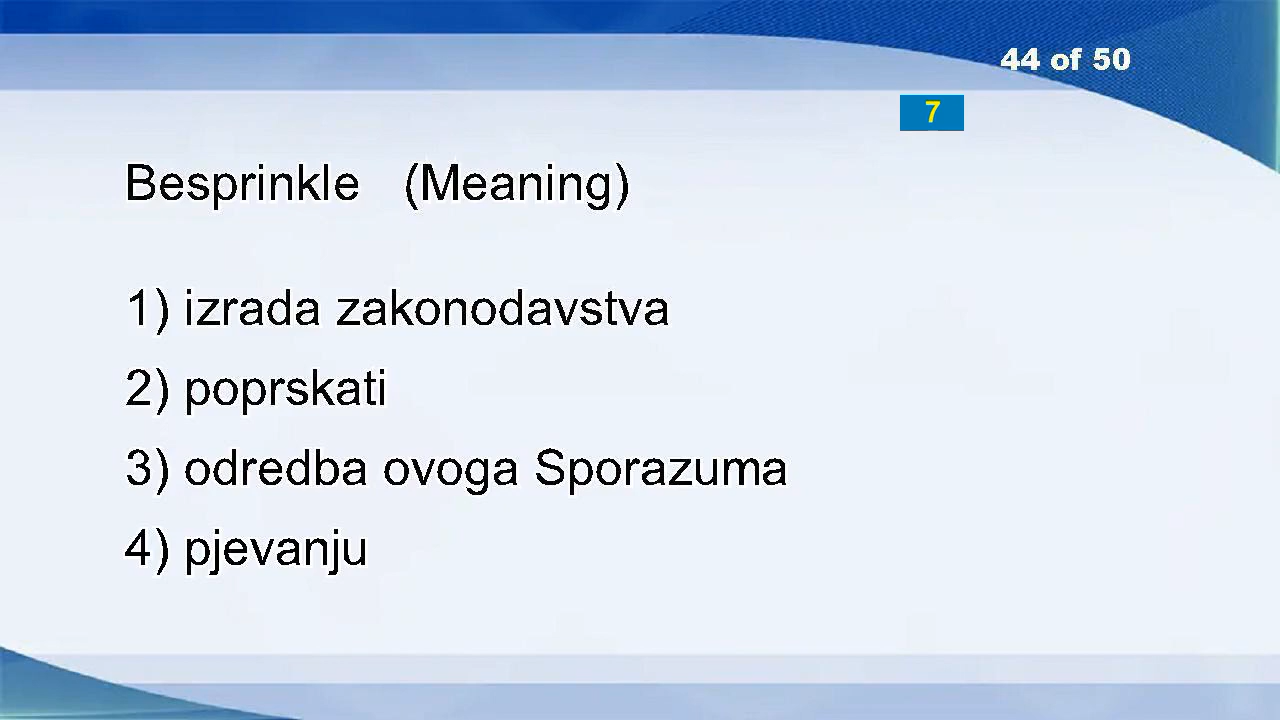 44 of 50
7
Besprinkle (Meaning)
1) izrada zakonodavstva
2) poprskati
3) odredba ovoga Sporazuma
4) pjevanju